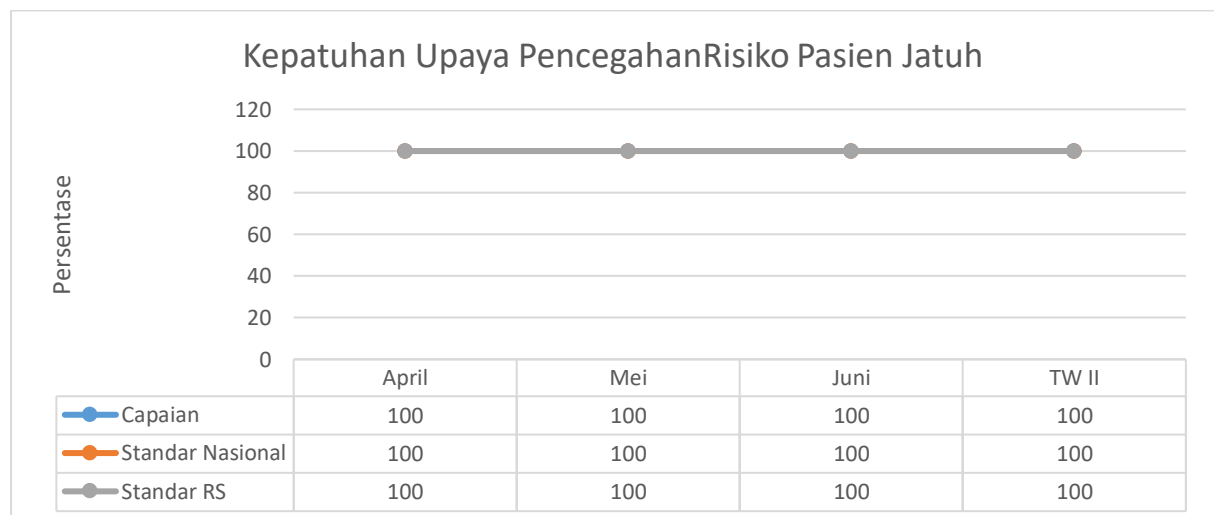 Kepatuhan Upaya PencegahanRisiko Pasien Jatuh
Persentase
120
100
80
60
40
20
0
April Mei Juni TW II
Capaian 100 100 100 100
Standar Nasional 100 100 100 100
Standar RS 100 100 100 100